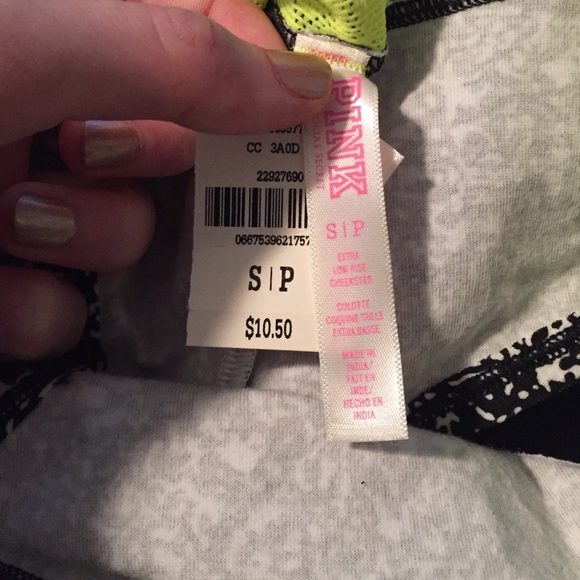 CC 3A0D
22927690
0667539621757
S|P
$10.50
PINK
S|P
EXTRA
LOW RISE
CHEEKSTER
CULOTTE
COQUINE TAILLE
EXTRA BASSE
MADE IN
INDIA/
FAIT EN
INDE/
HECHO EN
INDIA